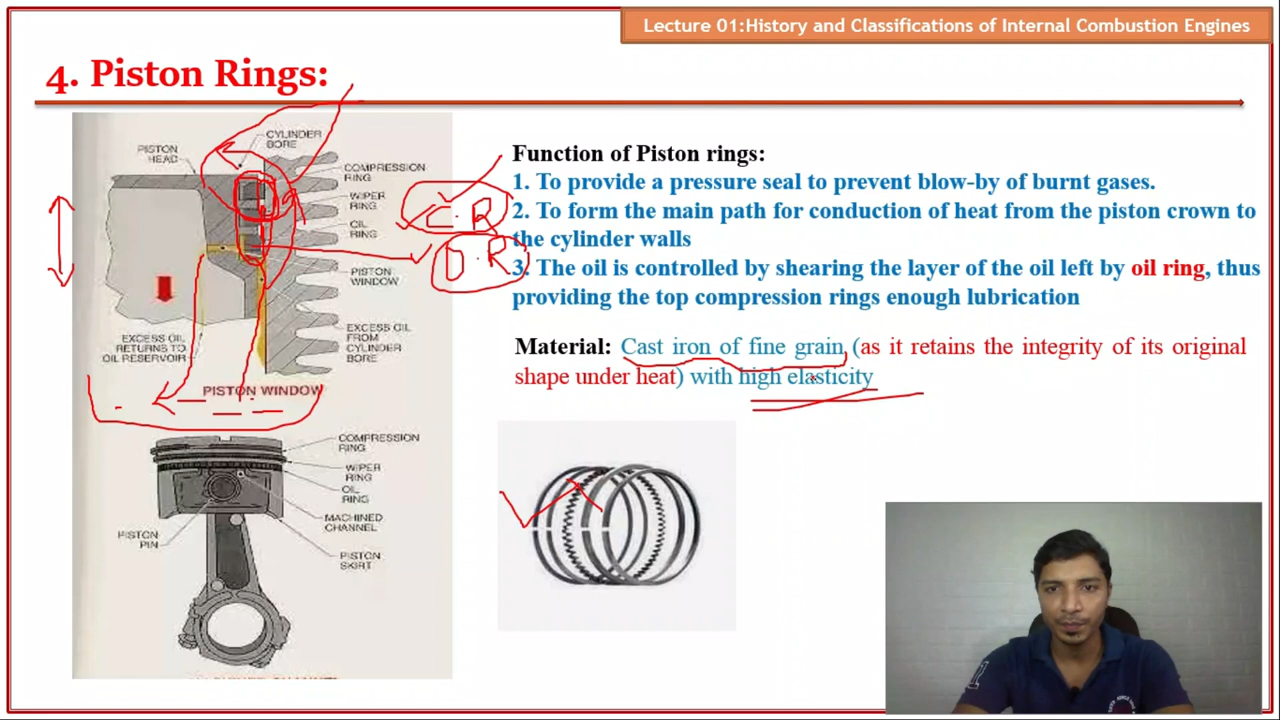 Lecture 01:History and Classifications of Internal Combustion Engines
4. Piston Rings:
CYLINDER
BORE
PISTON
HEAD
COMPRESSION
RING
WIPER
RING
OIL
RING
PISTON
WINDOW
EXCESS OIL
RETURNS TO
OIL RESERVOIR
EXCESS OIL
FROM
CYLINDER
BORE
PISTON WINDOW
C.R
O.R
COMPRESSION
RING
WIPER
RING
OIL
RING
MACHINED
CHANNEL
PISTON
PIN
PISTON
SKIRT
Function of Piston rings:
1. To provide a pressure seal to prevent blow-by of burnt gases.
2. To form the main path for conduction of heat from the piston crown to
the cylinder walls
3. The oil is controlled by shearing the layer of the oil left by oil ring, thus
providing the top compression rings enough lubrication
Material: Cast iron of fine grain (as it retains the integrity of its original
shape under heat) with high elasticity